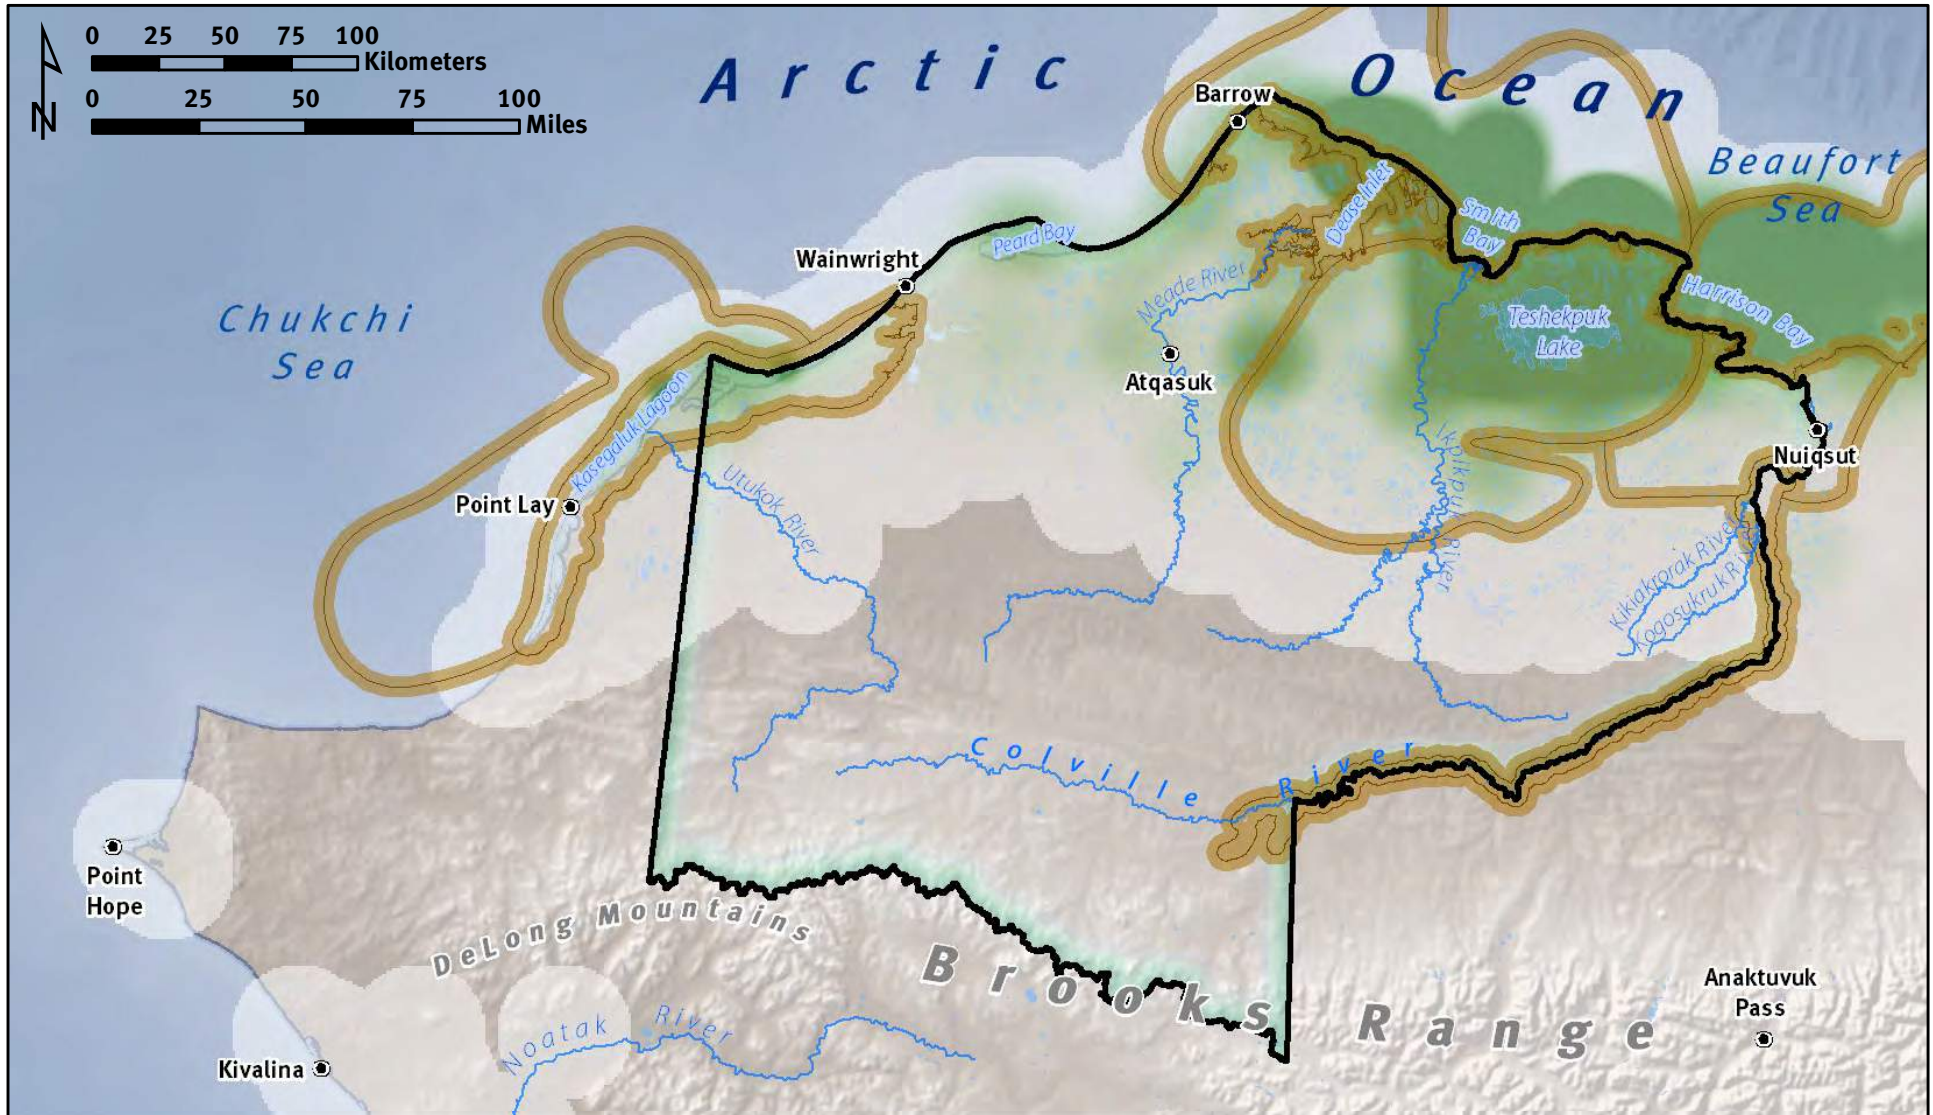 0 25 50 75 100
Kilometers
0 25 50 75 100
Miles
N
Arctic Ocean
Barrow
Beaufort
Sea
Dease Inlet
Smith
Bay
Peard Bay
Wainwright
Meade River
Harrison Bay
Chukchi
Sea
Teshekpuk
Lake
Atqasuk
Kasegaluk Lagoon
Nuiqsut
Utukok River
Ikpikpuk River
Point Lay
Kikiakrorak River
Kogosukruk River
Colville River
Point
Hope
DeLong Mountains
Brooks Range
Anaktuvuk
Pass
Noatak River
Kivalina